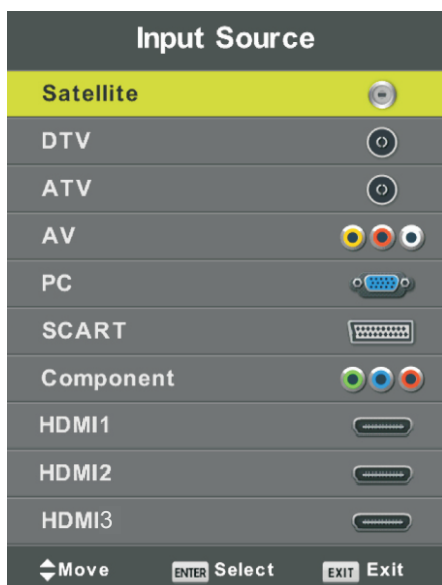 Input Source
Satellite
DTV
ATV
AV
PC
SCART
Component
HDMI1
HDMI2
HDMI3
Move ENTER Select EXIT Exit